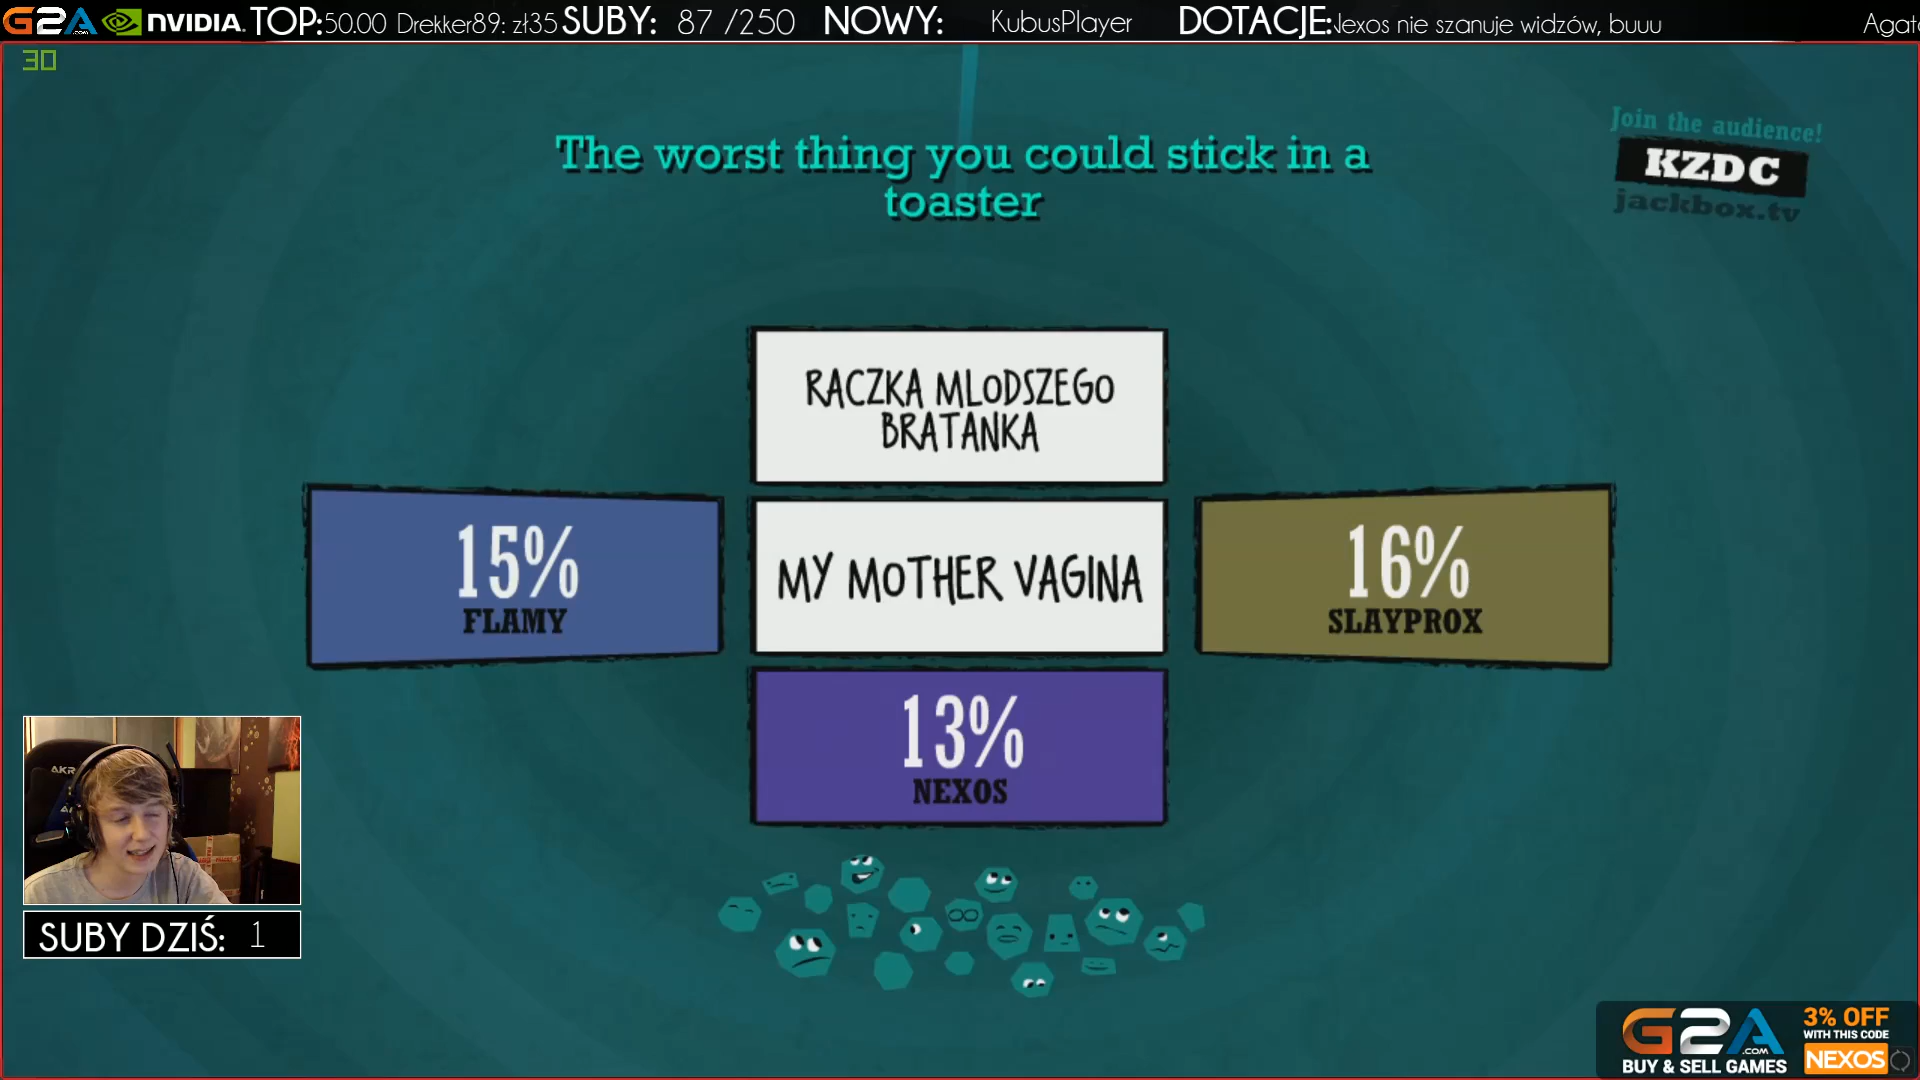 G2A.COM NVIDIA. TOP: 50.00 Drekker89: zł35 SUBY: 87 /250 NOWY: KubusPlayer DOTACJE: Nexos nie szanuje widzów, buuu
30
The worst thing you could stick in a
toaster
Join the audience!
KZDC
jackbox.tv
RACZKA MLODSZEGO
BRATANKA
15%
FLAMY
MY MOTHER VAGINA
16%
SLAYPROX
13%
NEXOS
AKR
SUBY DZIŚ: 1
G2A.COM
BUY & SELL GAMES
3% OFF
WITH THIS CODE
NEXOS